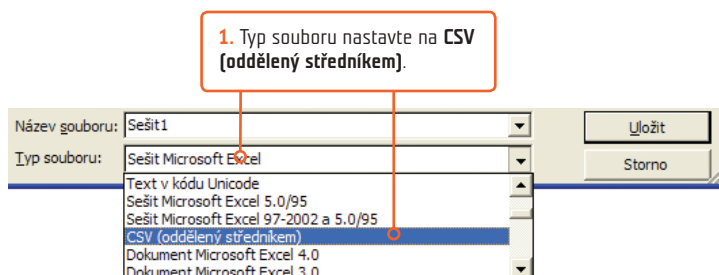 1. Typ souboru nastavte na CSV
(oddělený středníkem).
Název souboru: Sešit1
Uložit
Typ souboru: Sešit Microsoft Excel
Storno
Text v kódu Unicode
Sešit Microsoft Excel 5.0/95
Sešit Microsoft Excel 97-2002 a 5.0/95
CSV (oddělený středníkem)
Dokument Microsoft Excel 4.0
Dokument Microsoft Excel 3.0